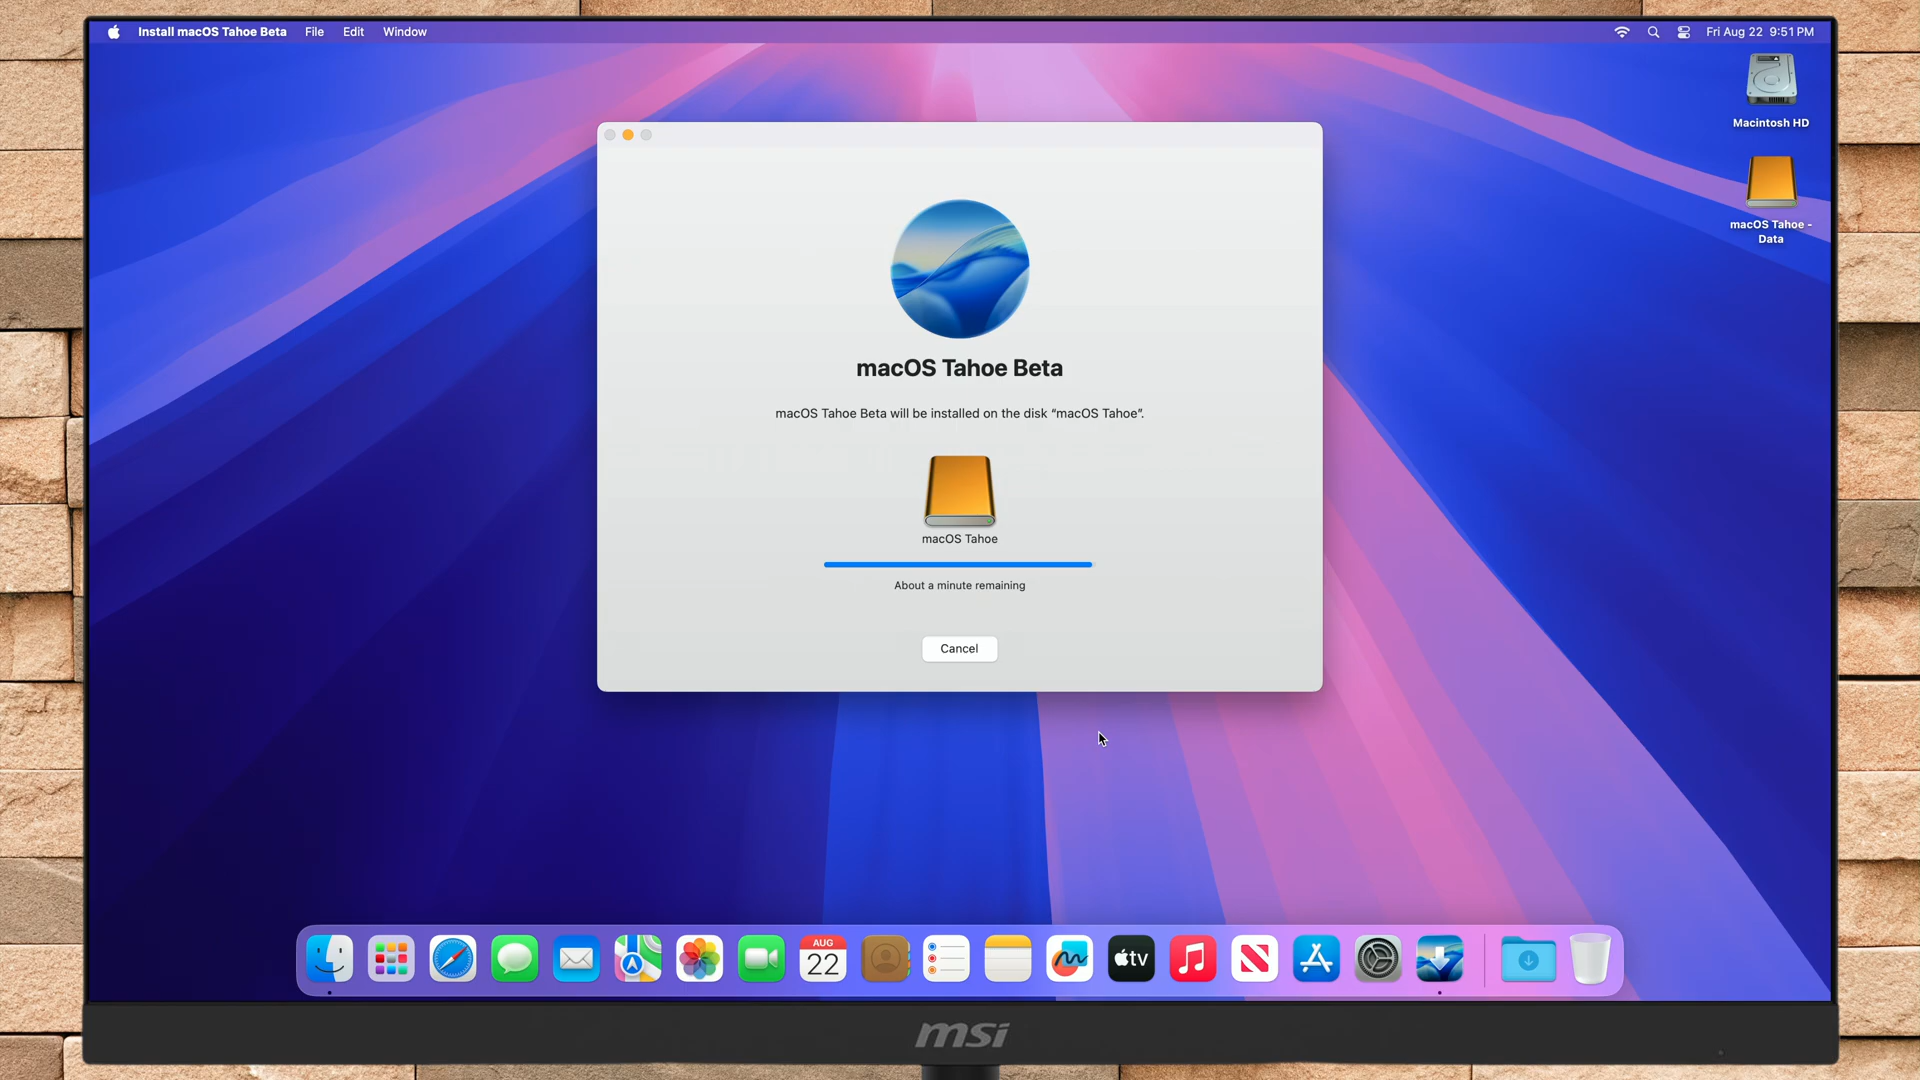 Install macOS Tahoe Beta File Edit Window Fri Aug 22 9:51 PM
Macintosh HD
macOS Tahoe -
Data
macOS Tahoe Beta
macOS Tahoe Beta will be installed on the disk “macOS Tahoe”.
macOS Tahoe
About a minute remaining
Cancel
AUG
22
tv
msi